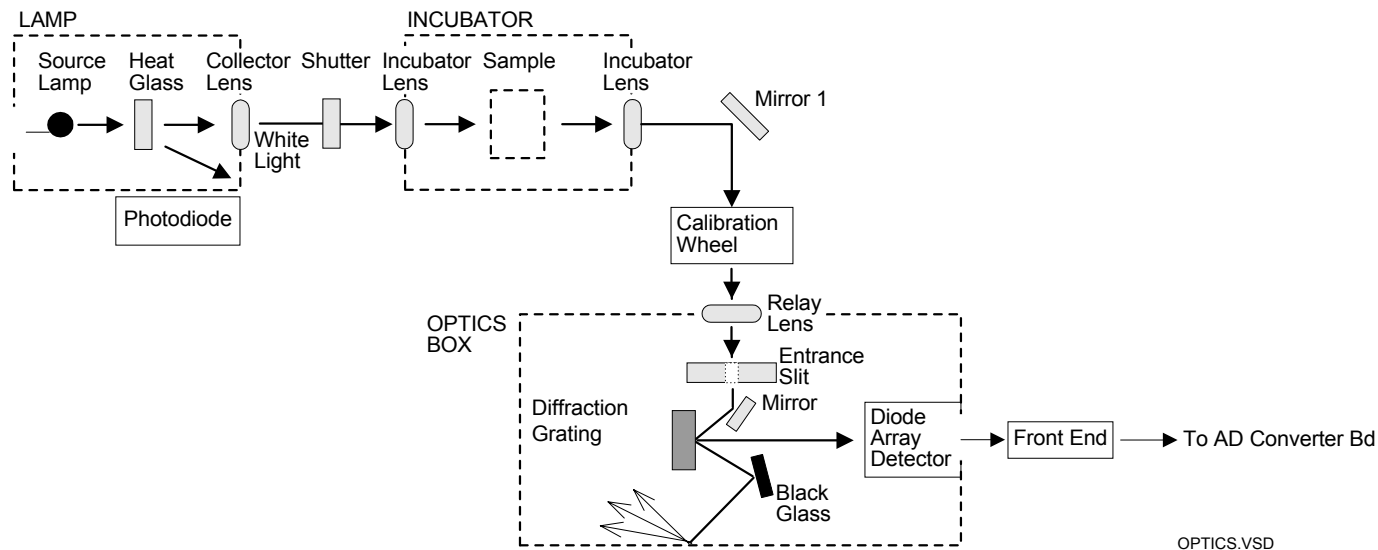 LAMP
INCUBATOR
Source
Lamp
Heat
Glass
Collector
Lens
Shutter
Incubator
Lens
Sample
Incubator
Lens
Mirror 1
White
Light
Photodiode
Calibration
Wheel
OPTICS
BOX
Relay
Lens
Entrance
Slit
Mirror
Diffraction
Grating
Diode
Array
Detector
Front End
To AD Converter Bd
Black
Glass
OPTICS.VSD